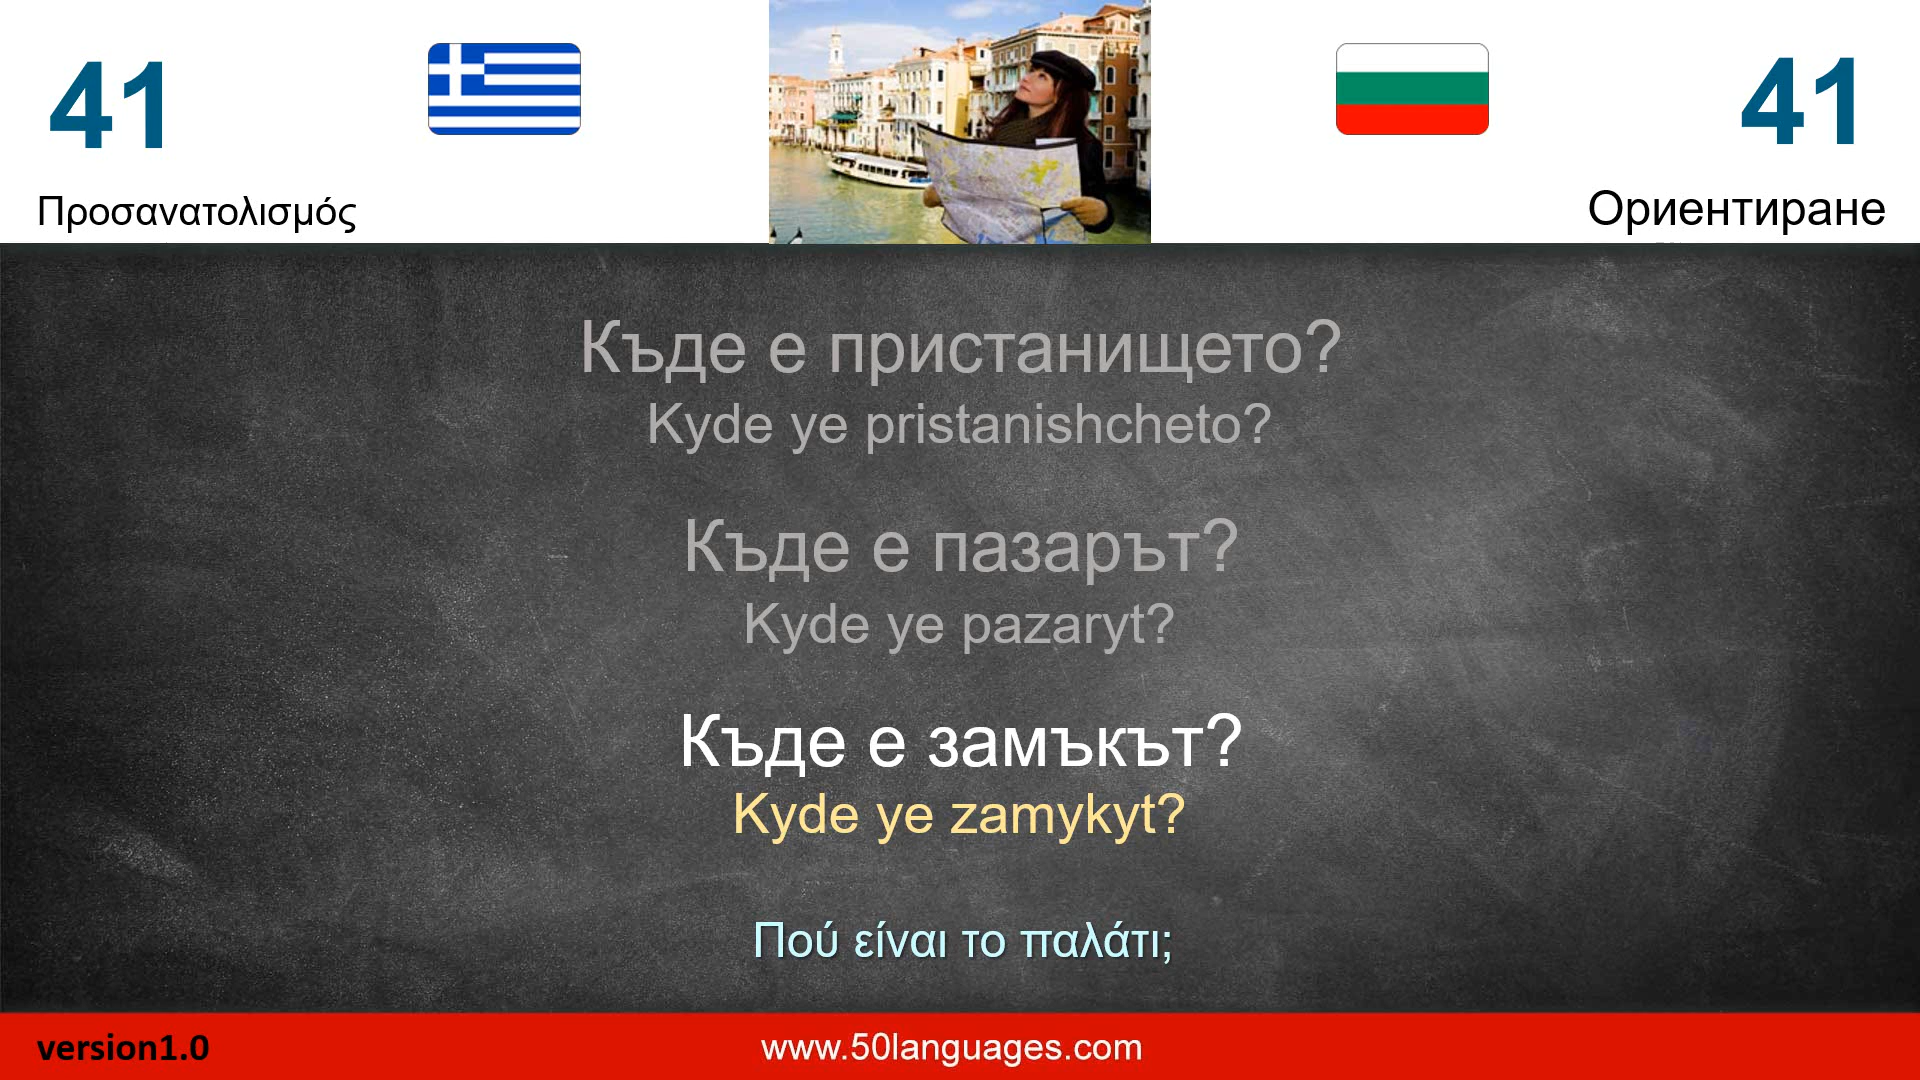 41
41
Προσανατολισμός
Ориентиране
Къде е пристанището?
Kyde ye pristanishcheto?
Къде е пазарът?
Kyde ye pazaryt?
Къде е замъкът?
Kyde ye zamykyt?
Πού είναι το παλάτι;
version1.0
www.50languages.com